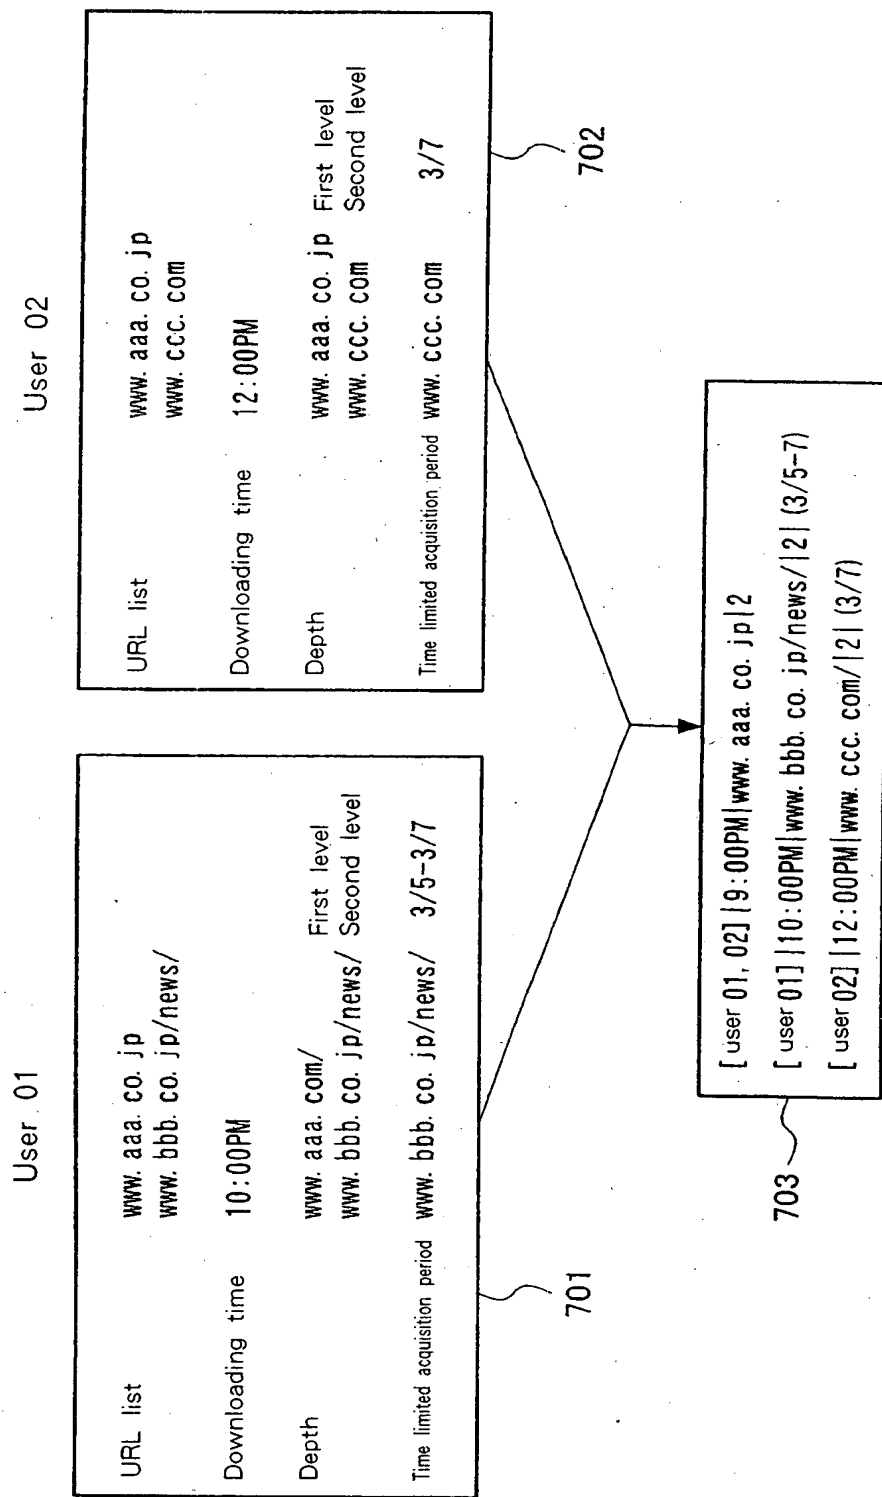 User 01
URL list www. aaa. co. jp
www. bbb. co. jp/news/
Downloading time 10:00PM
Depth www. aaa. com/ First level
www. bbb. co. jp/news/ Second level
Time limited acquisition period www. bbb. co. jp/news/ 3/5-3/7
701
User 02
URL list www. aaa. co. jp
www. ccc. com
Downloading time 12:00PM
Depth www. aaa. co. jp First level
www. ccc. com Second level
Time limited acquisition period www. ccc. com 3/7
702
[ user 01, 02] |9:00PM|www. aaa. co. jp|2
[ user 01] |10:00PM|www. bbb. co. jp/news/|2| (3/5-7)
[ user 02] |12:00PM|www. ccc. com/|2| (3/7)
703